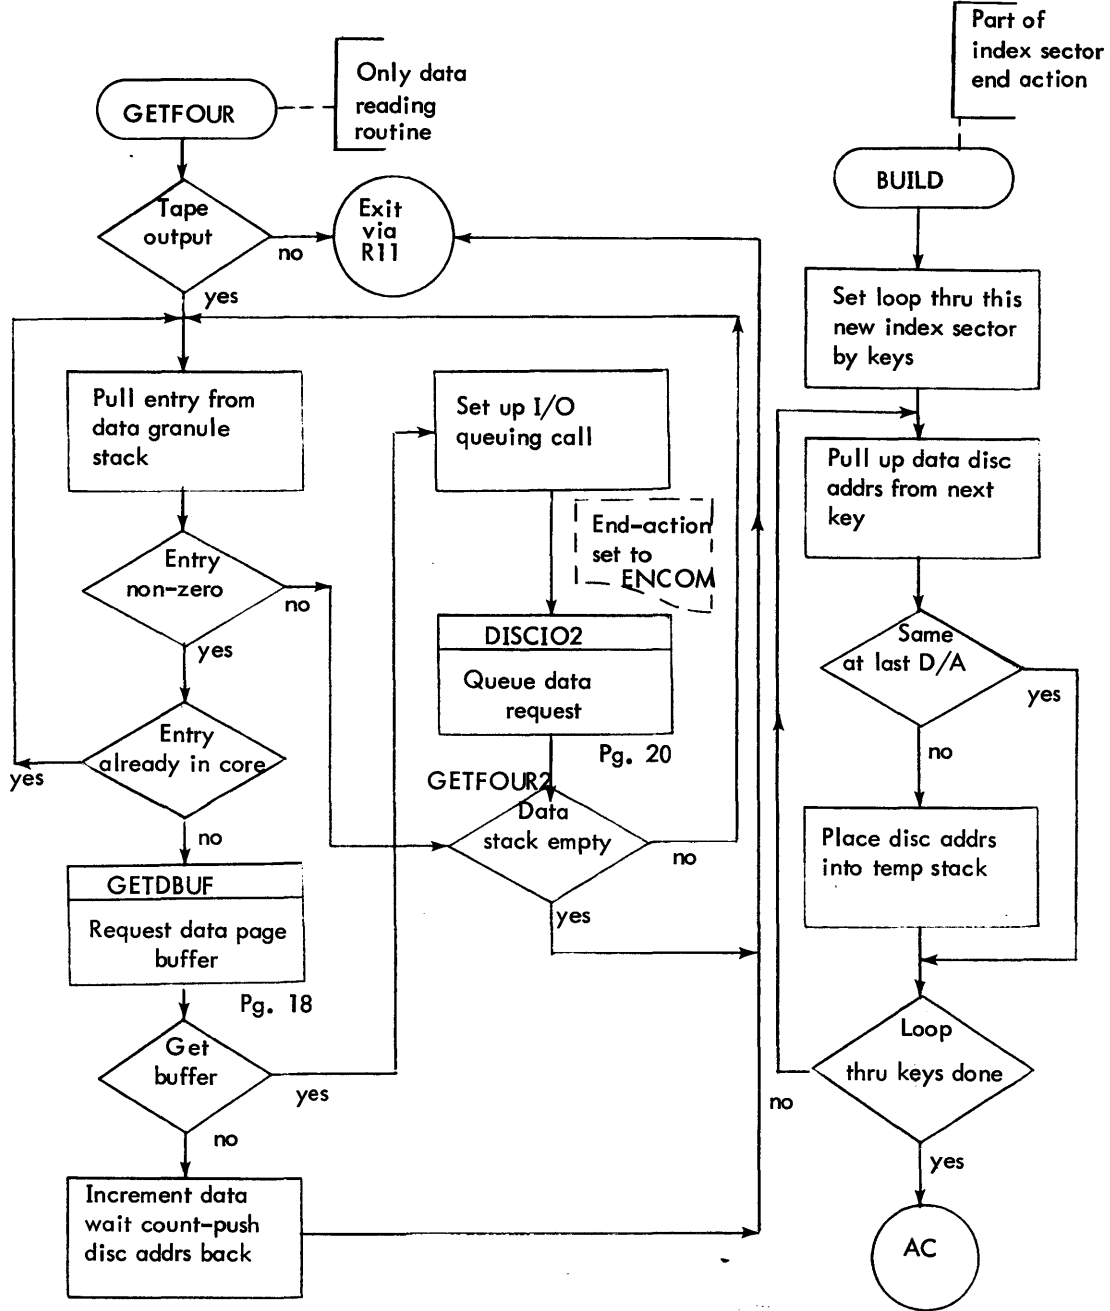 Only data
reading
routine
GETFOUR
Tape
output
no
yes
Exit
via
R11
Pull entry from
data granule
stack
Entry
non-zero
no
yes
Entry
already in core
yes
no
GETDBUF
Request data page
buffer
Pg. 18
Get
buffer
yes
no
Increment data
wait count-push
disc addrs back
Set up I/O
queuing call
End-action
set to
ENCOM
DISCIO2
Queue data
request
Pg. 20
GETFOUR2
Data
stack empty
no
yes
Part of
index sector
end action
BUILD
Set loop thru this
new index sector
by keys
Pull up data disc
addrs from next
key
Same
at last D/A
yes
no
Place disc addrs
into temp stack
Loop
thru keys done
no
yes
AC